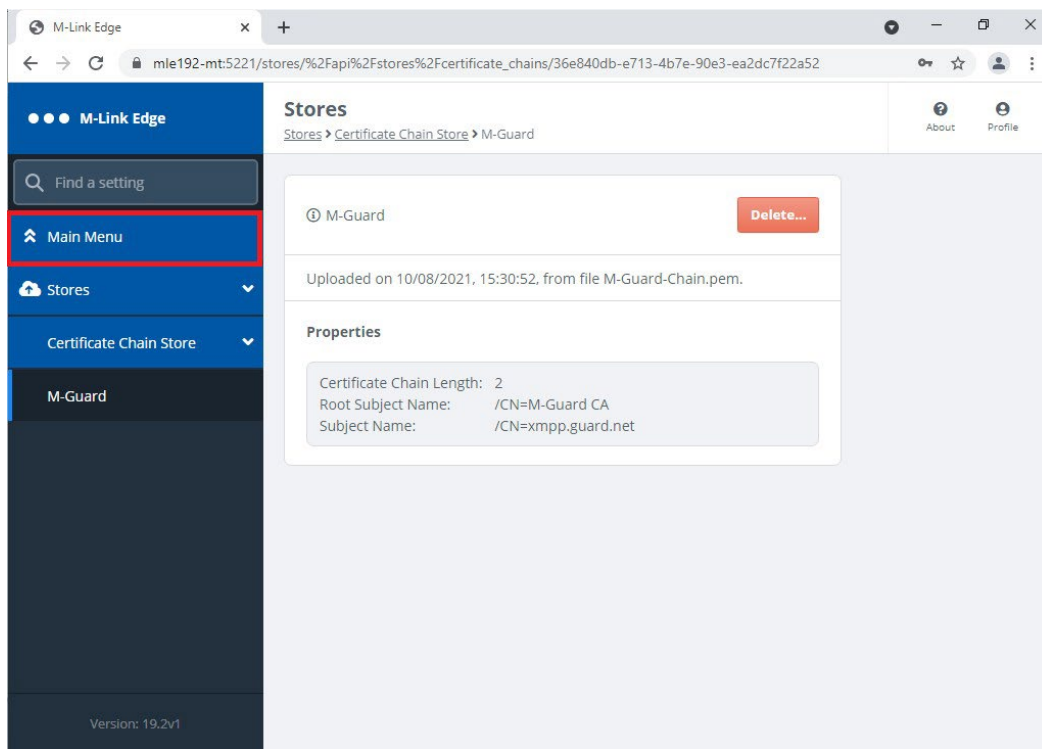 M-Link Edge
mle192-mt:5221/stores/%2Fapi%2Fstores%2Fcertificate_chains/36e840db-e713-4b7e-90e3-ea2dc7f22a52
M-Link Edge
Find a setting
Main Menu
Stores
Certificate Chain Store
M-Guard
Version: 19.2v1
Stores
Stores > Certificate Chain Store > M-Guard
About
Profile
M-Guard
Delete...
Uploaded on 10/08/2021, 15:30:52, from file M-Guard-Chain.pem.
Properties
Certificate Chain Length: 2
Root Subject Name: /CN=M-Guard CA
Subject Name: /CN=xmpp.guard.net